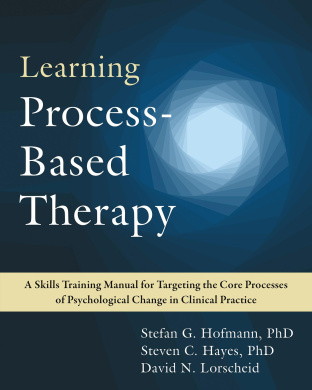 Learning
Process-
Based
Therapy
A Skills Training Manual for Targeting the Core Processes
of Psychological Change in Clinical Practice
Stefan G. Hofmann, PhD
Steven C. Hayes, PhD
David N. Lorscheid